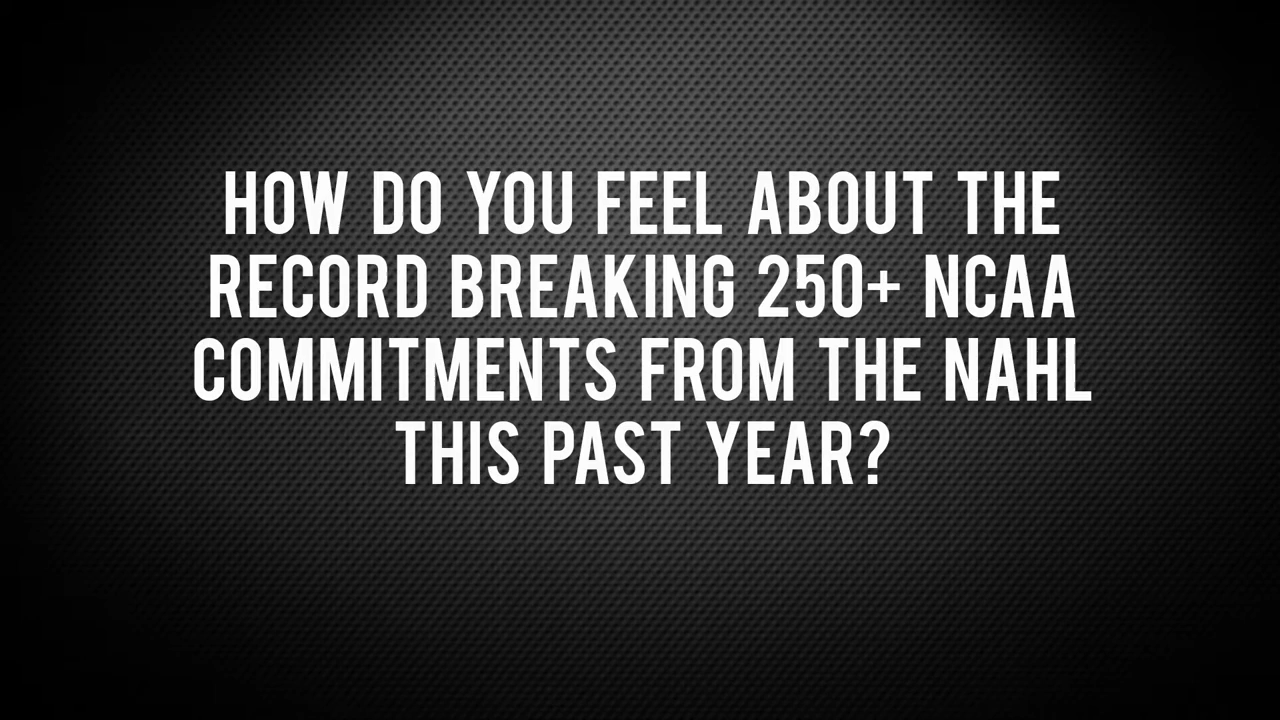 HOW DO YOU FEEL ABOUT THE
RECORD BREAKING 250+ NCAA
COMMITMENTS FROM THE NAHL
THIS PAST YEAR?